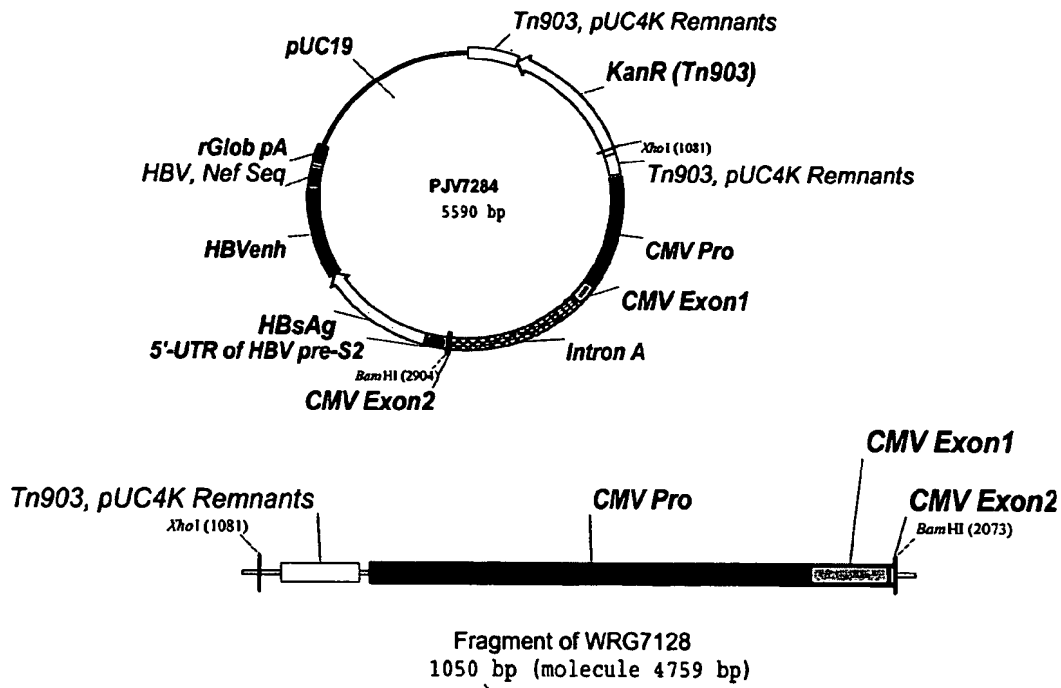 Tn903, pUC4K Remnants
pUC19
KanR (Tn903)
rGlob pA
XhoI (1081)
HBV, Nef Seq
Tn903, pUC4K Remnants
PJV7284
5590 bp
HBVenh
CMV Pro
CMV Exon1
HBsAg
5'-UTR of HBV pre-S2
Intron A
BamHI (2904)
CMV Exon2
CMV Exon1
Tn903, pUC4K Remnants
CMV Pro
CMV Exon2
XhoI (1081)
BamHI (2073)
Fragment of WRG7128
1050 bp (molecule 4759 bp)